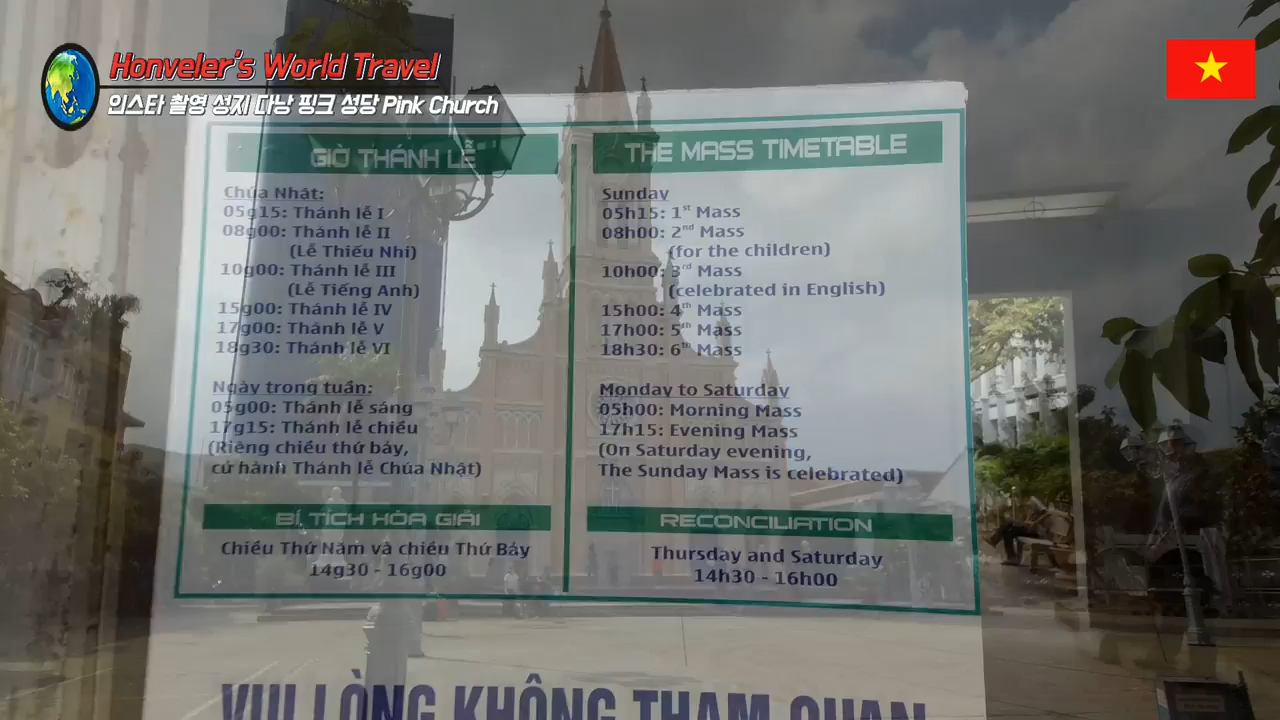 Honveler's World Travel
인스타 촬영 성지 다낭 핑크 성당 Pink Church
GIỜ THÁNH LỄ
Chúa Nhật:
05g15: Thánh lễ I
08g00: Thánh lễ II
(Lễ Thiếu Nhi)
10g00: Thánh lễ III
(Lễ Tiếng Anh)
15g00: Thánh lễ IV
17g00: Thánh lễ V
18g30: Thánh lễ VI
Ngày trong tuần:
05g00: Thánh lễ sáng
17g15: Thánh lễ chiều
(Riêng chiều thứ bảy,
cử hành Thánh lễ Chúa Nhật)
BÍ TÍCH HÒA GIẢI
Chiều Thứ Năm và chiều Thứ Bảy
14g30 - 16g00
THE MASS TIMETABLE
Sunday
05h15: 1st Mass
08h00: 2nd Mass
(for the children)
10h00: 3rd Mass
(celebrated in English)
15h00: 4th Mass
17h00: 5th Mass
18h30: 6th Mass
Monday to Saturday
05h00: Morning Mass
17h15: Evening Mass
(On Saturday evening,
The Sunday Mass is celebrated)
RECONCILIATION
Thursday and Saturday
14h30 - 16h00
VUI LÒNG KHÔNG THAM QUAN